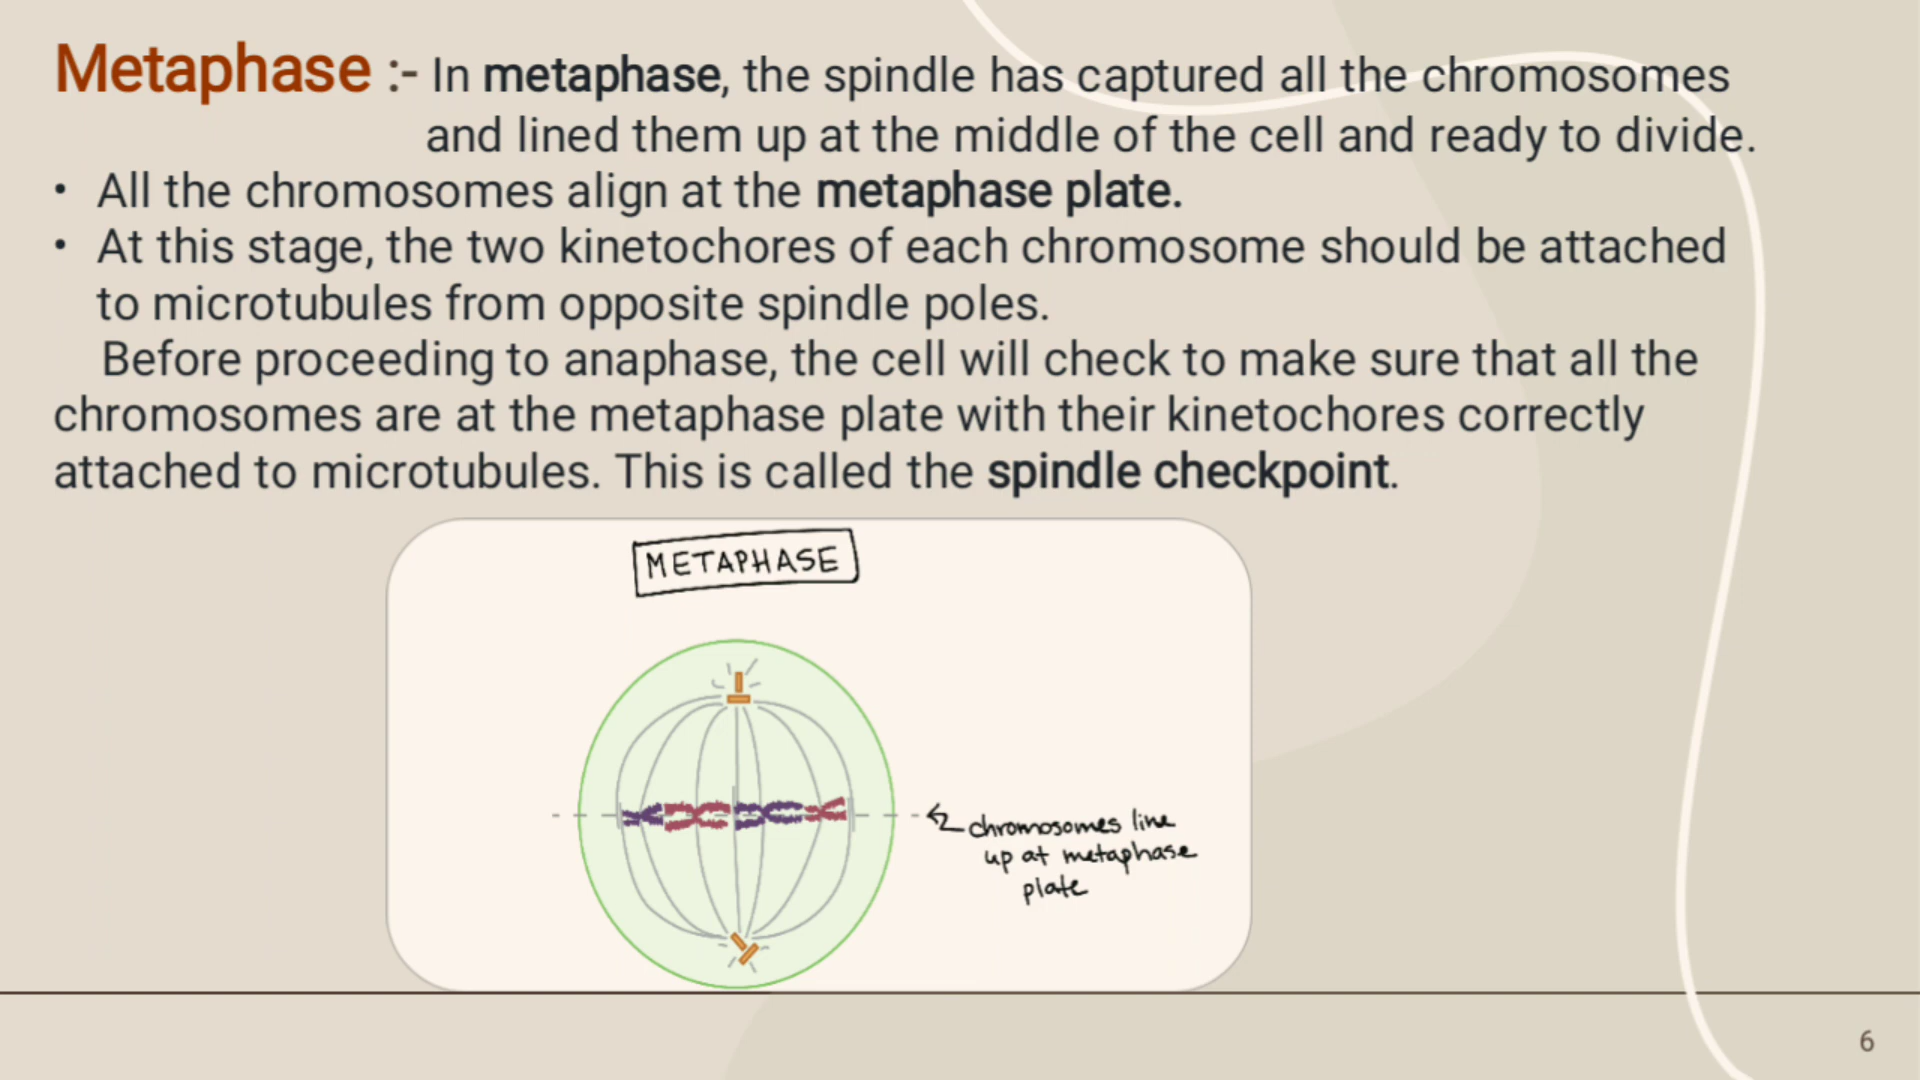 Metaphase :- In metaphase, the spindle has captured all the chromosomes
and lined them up at the middle of the cell and ready to divide.
• All the chromosomes align at the metaphase plate.
• At this stage, the two kinetochores of each chromosome should be attached
to microtubules from opposite spindle poles.
Before proceeding to anaphase, the cell will check to make sure that all the
chromosomes are at the metaphase plate with their kinetochores correctly
attached to microtubules. This is called the spindle checkpoint.
METAPHASE
chromosomes line
up at metaphase
plate
6